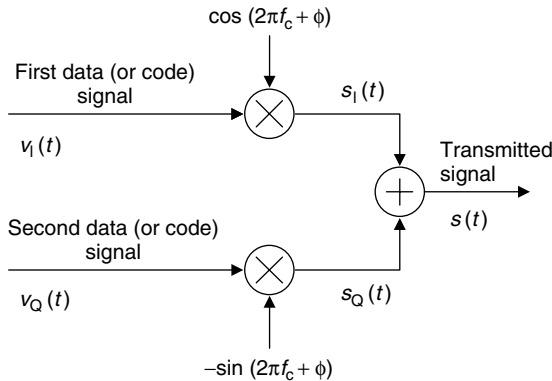 cos (2πf_c + ϕ)
First data (or code)
signal
v_I (t)
s_I (t)
Transmitted
signal
s(t)
Second data (or code)
signal
v_Q (t)
s_Q (t)
–sin (2πf_c + ϕ)